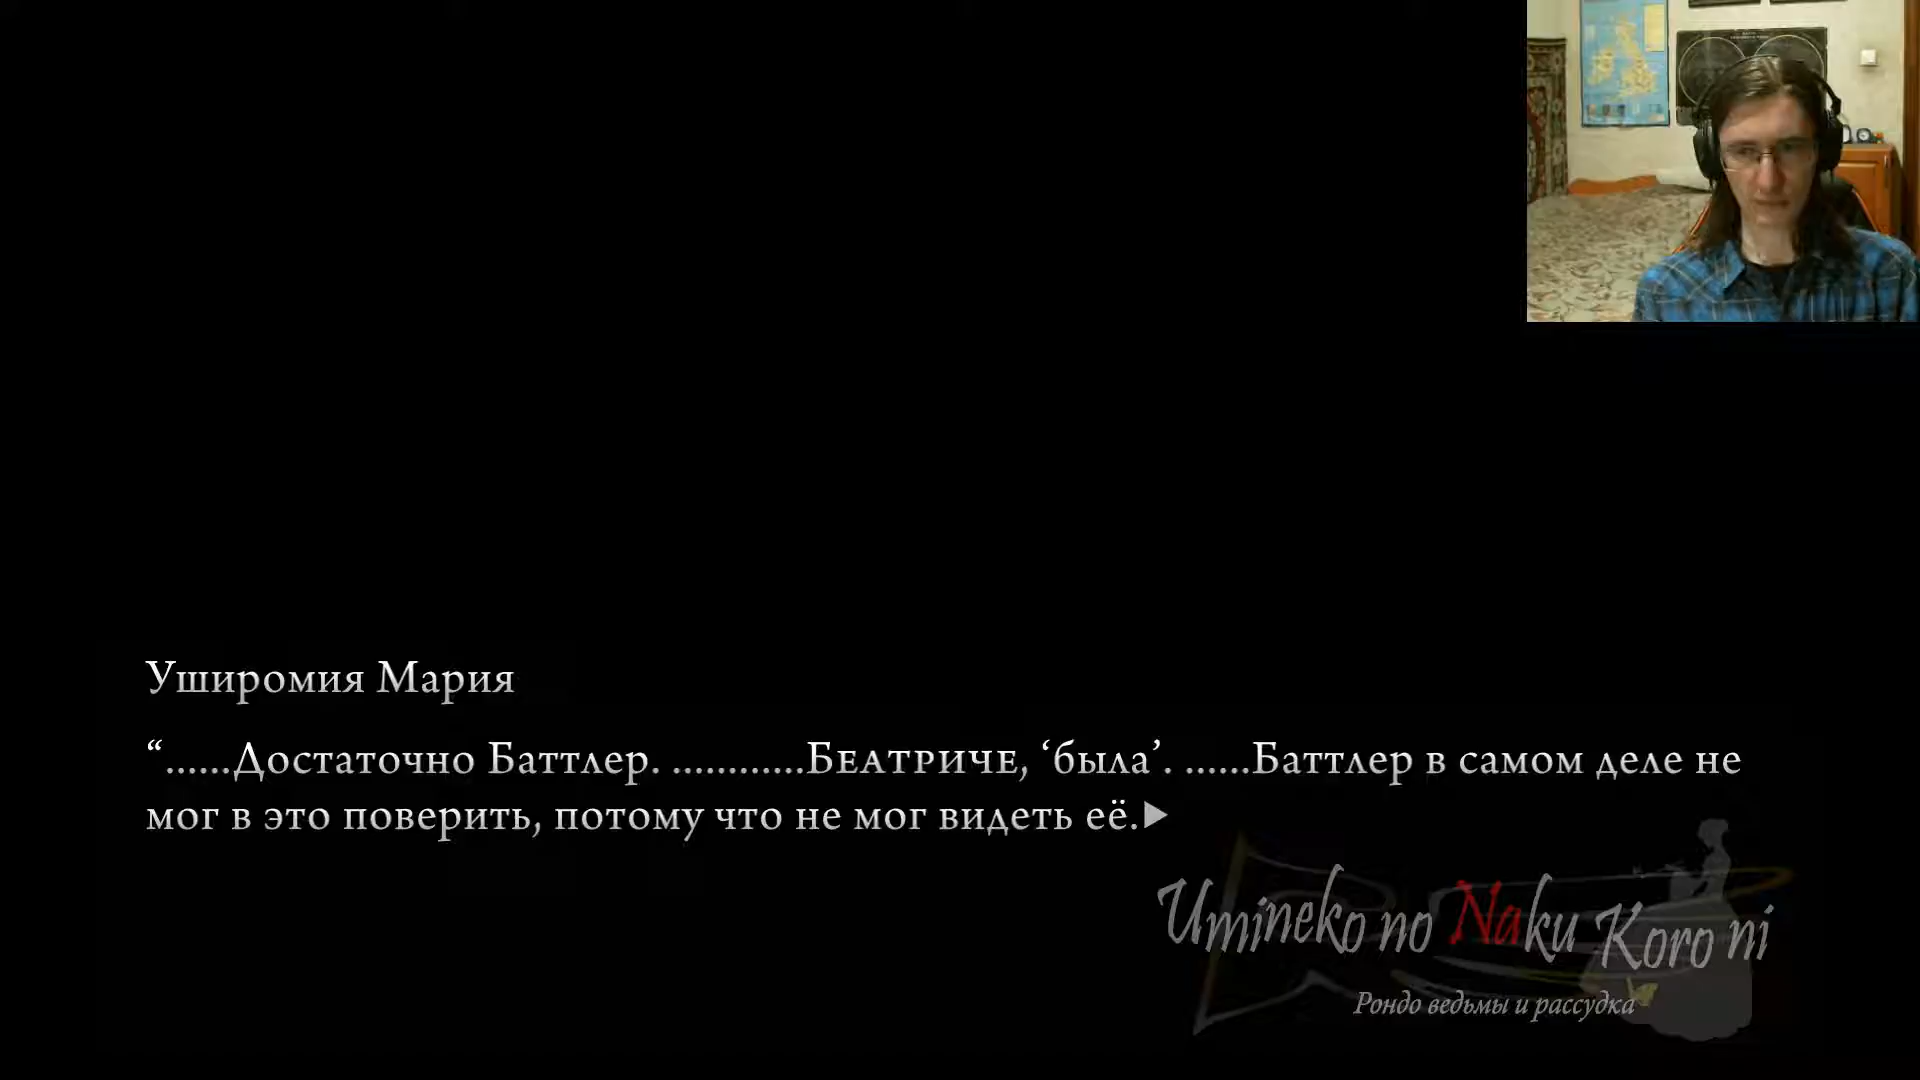 Уширомия Мария
“......Достаточно Баттлер. ............БЕАТРИЧЕ, ‘была’. ......Баттлер в самом деле не
мог в это поверить, потому что не мог видеть её.
Umineko no Naku Koro ni
Рондо ведьмы и рассудка